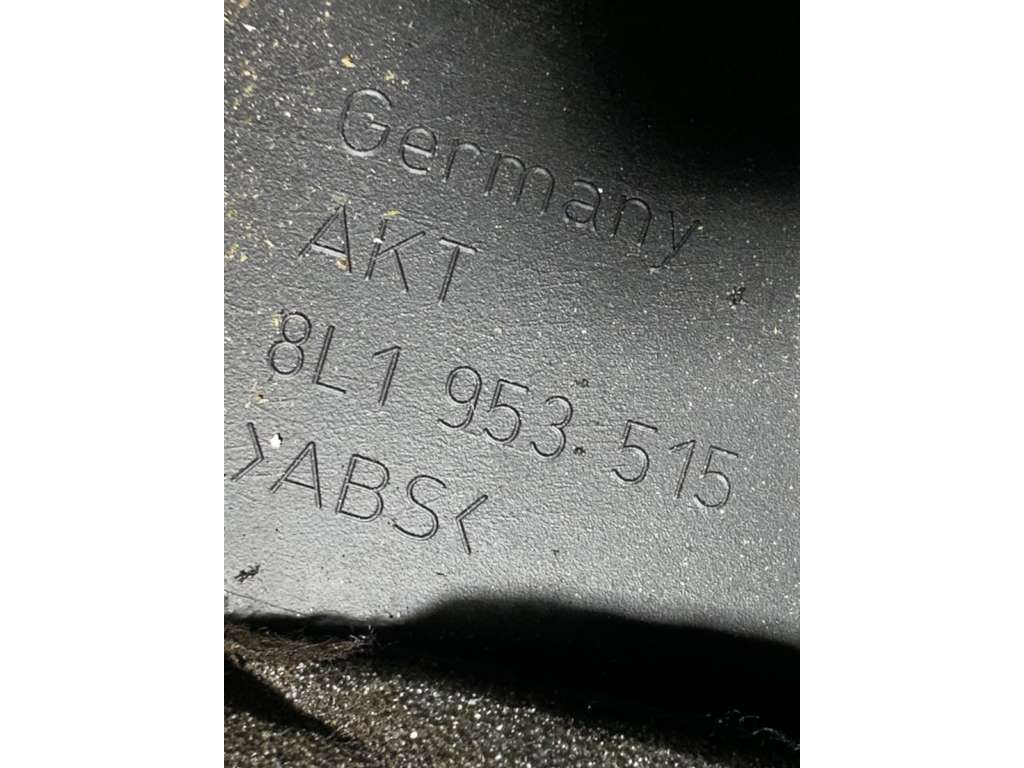 Germany
AKT
8L1 953 515
>ABS<